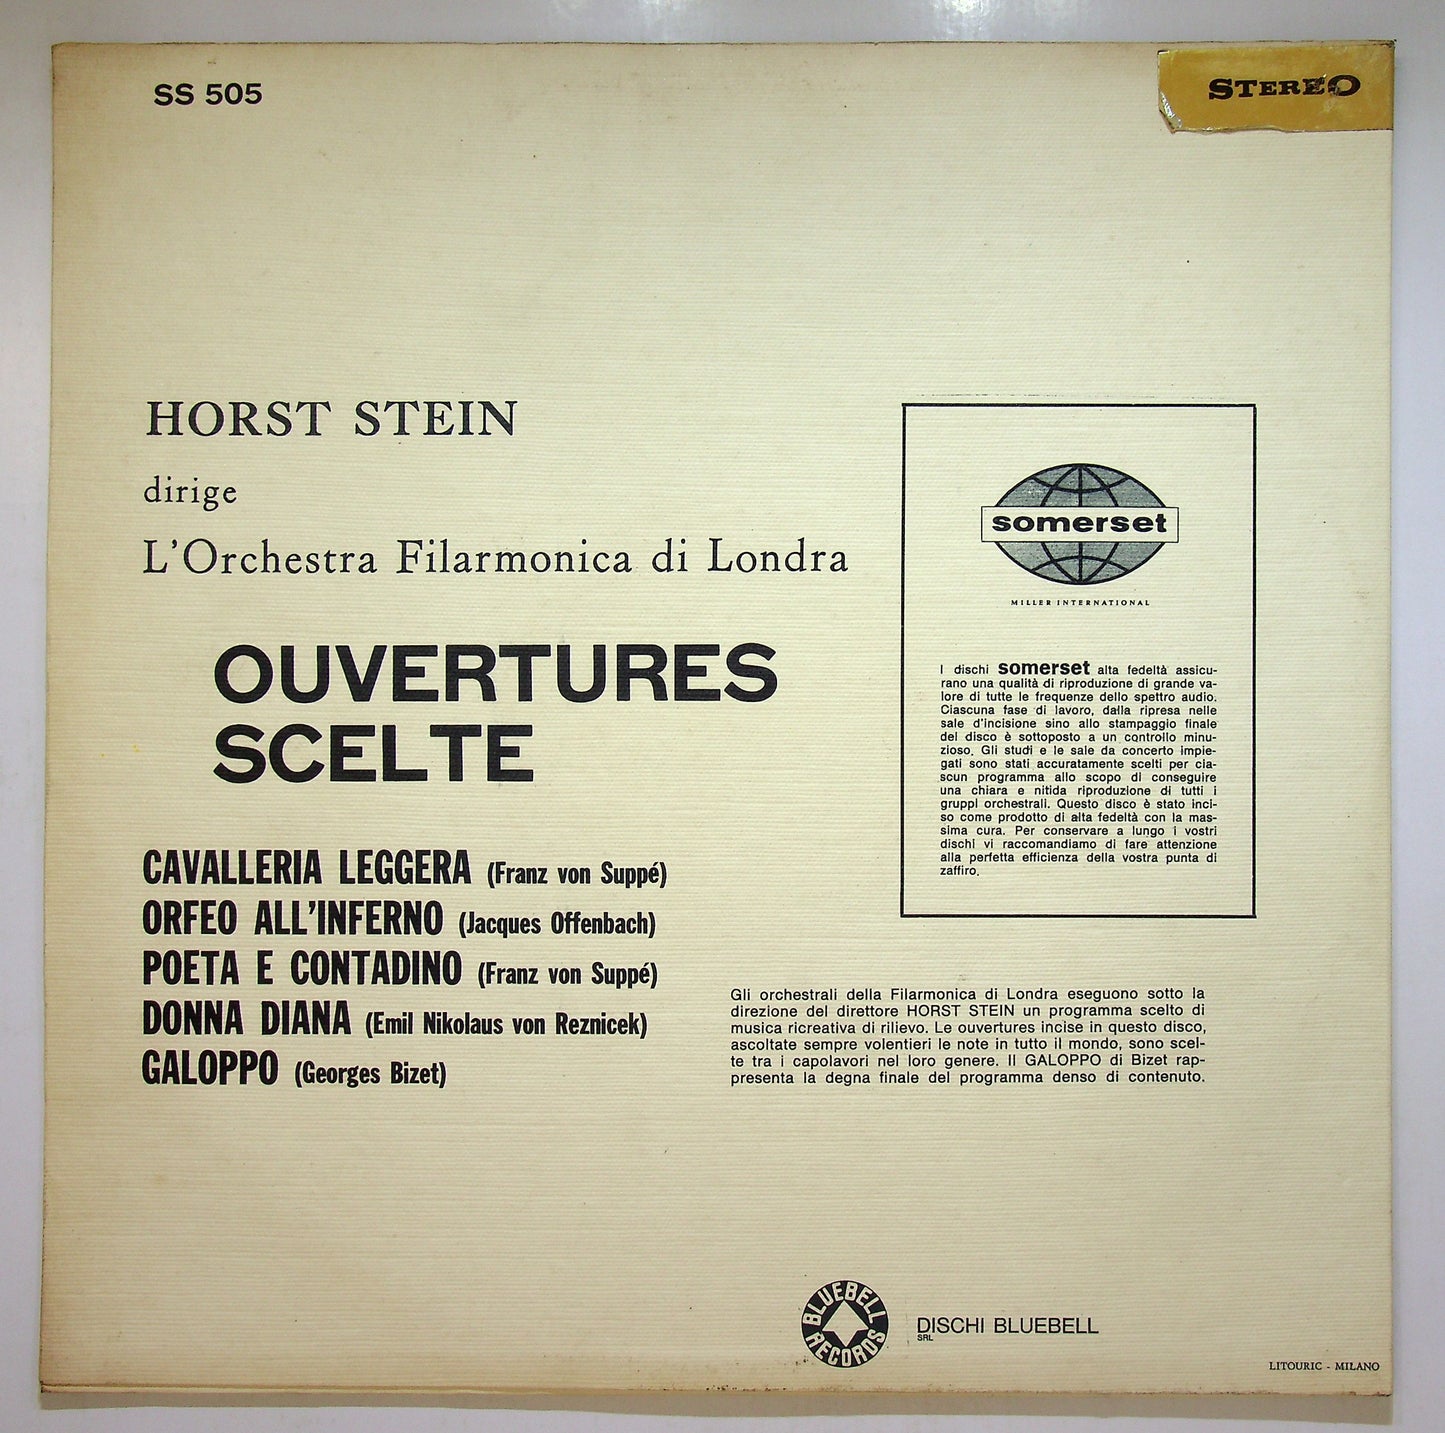 SS 505
STEREO
HORST STEIN
dirige
L'Orchestra Filarmonica di Londra
OUVERTURES
SCELTE
CAVALLERIA LEGGERA (Franz von Suppé)
ORFEO ALL'INFERNO (Jacques Offenbach)
POETA E CONTADINO (Franz von Suppé)
DONNA DIANA (Emil Nikolaus von Reznicek)
GALOPPO (Georges Bizet)
somerset
MILLER INTERNATIONAL
I dischi somerset alta fedeltà assicu-
rano una qualità di riproduzione di grande va-
lore di tutte le frequenze dello spettro audio.
Ciascuna fase di lavoro, dalla ripresa nelle
sale d'incisione sino allo stampaggio finale
del disco è sottoposto a un controllo minu-
zioso. Gli studi e le sale da concerto impie-
gati sono stati accuratamente scelti per cia-
scun programma allo scopo di conseguire
una chiara e nitida riproduzione di tutti i
gruppi orchestrali. Questo disco è stato inci-
so come prodotto di alta fedeltà con la mas-
sima cura. Per conservare a lungo i vostri
dischi vi raccomandiamo di fare attenzione
alla perfetta efficienza della vostra punta di
zaffiro.
Gli orchestrali della Filarmonica di Londra eseguono sotto la
direzione del direttore HORST STEIN un programma scelto di
musica ricreativa di rilievo. Le ouvertures incise in questo disco,
ascoltate sempre volentieri le note in tutto il mondo, sono scel-
te tra i capolavori nel loro genere. Il GALOPPO di Bizet rap-
presenta la degna finale del programma denso di contenuto.
BLUEBELL
RECORDS
DISCHI BLUEBELL
SRL
LITOURIC - MILANO